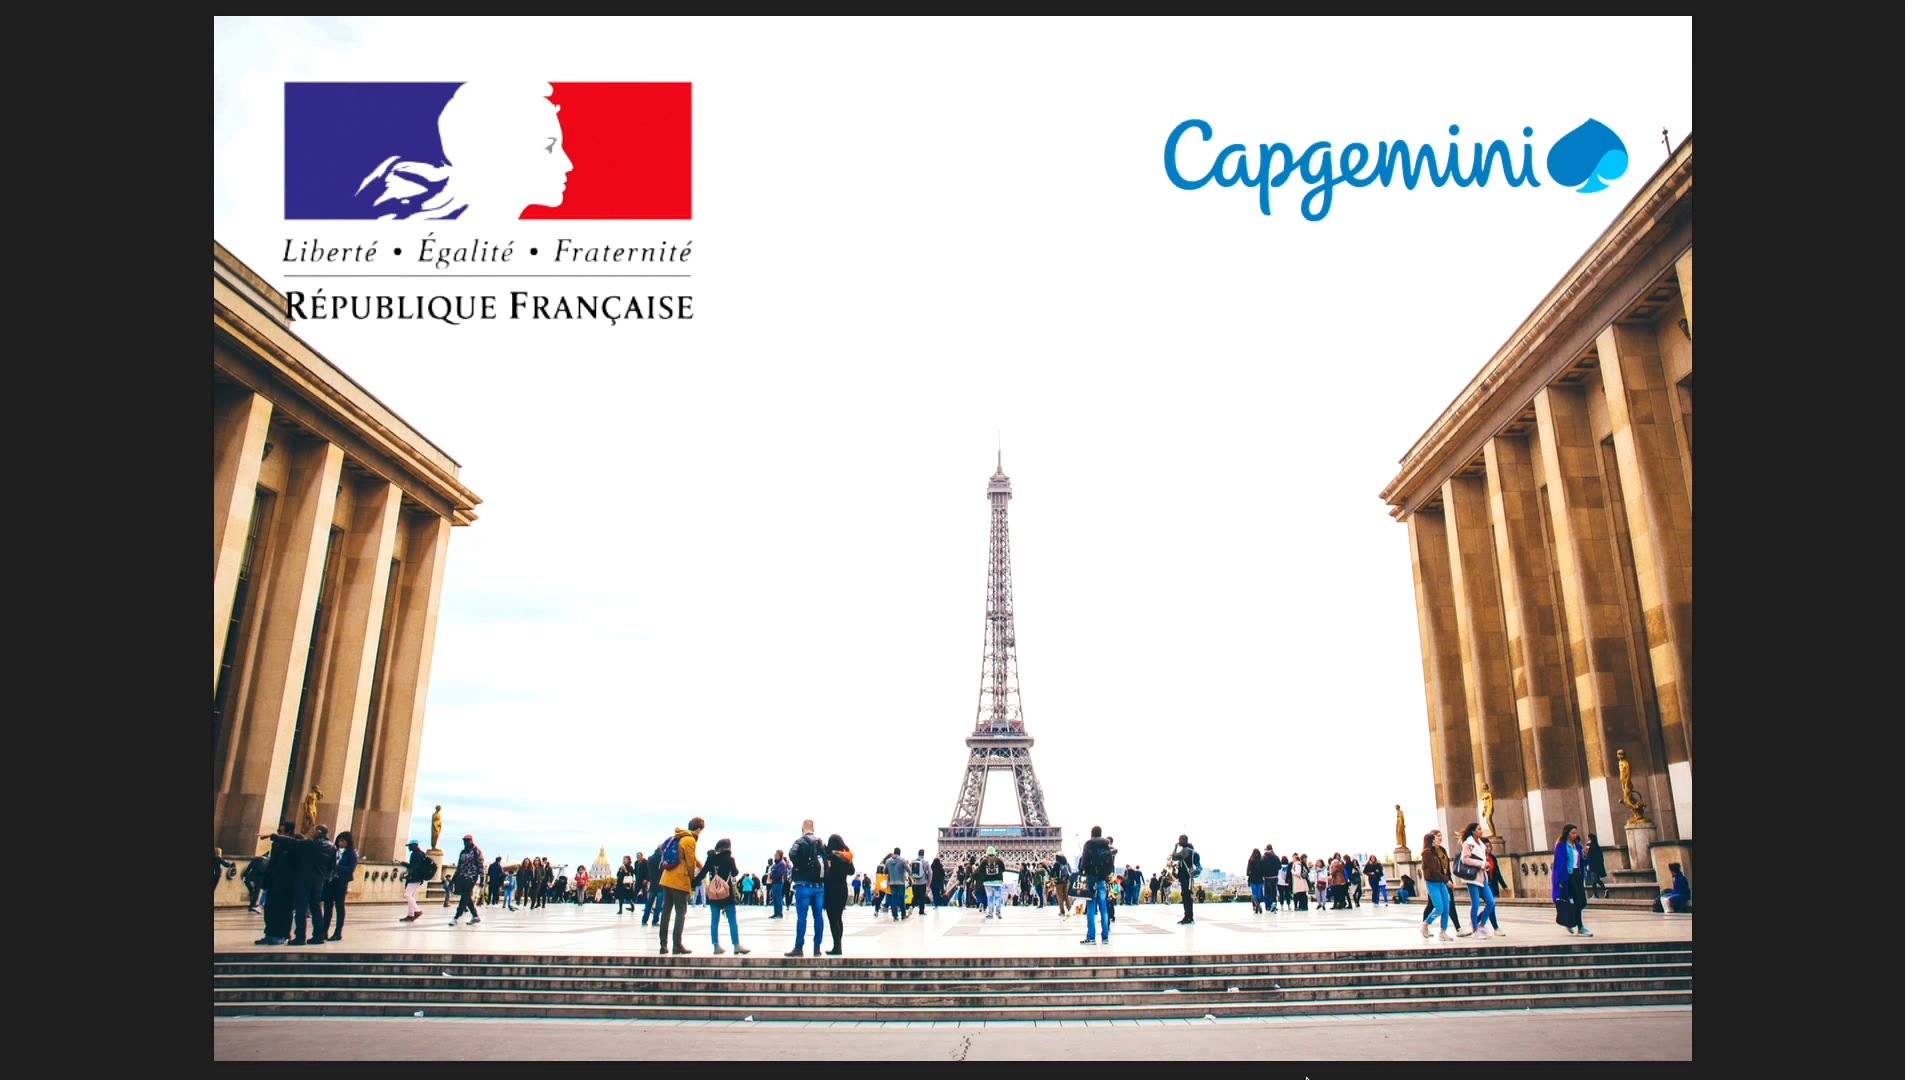 Liberté • Égalité • Fraternité
RÉPUBLIQUE FRANÇAISE
Capgemini